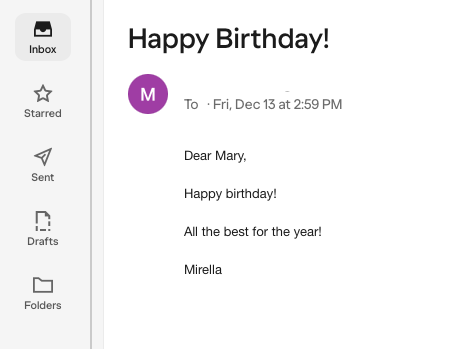 Happy Birthday!
Inbox
M
To · Fri, Dec 13 at 2:59 PM
Starred
Dear Mary,
Sent
Happy birthday!
All the best for the year!
Drafts
Mirella
Folders